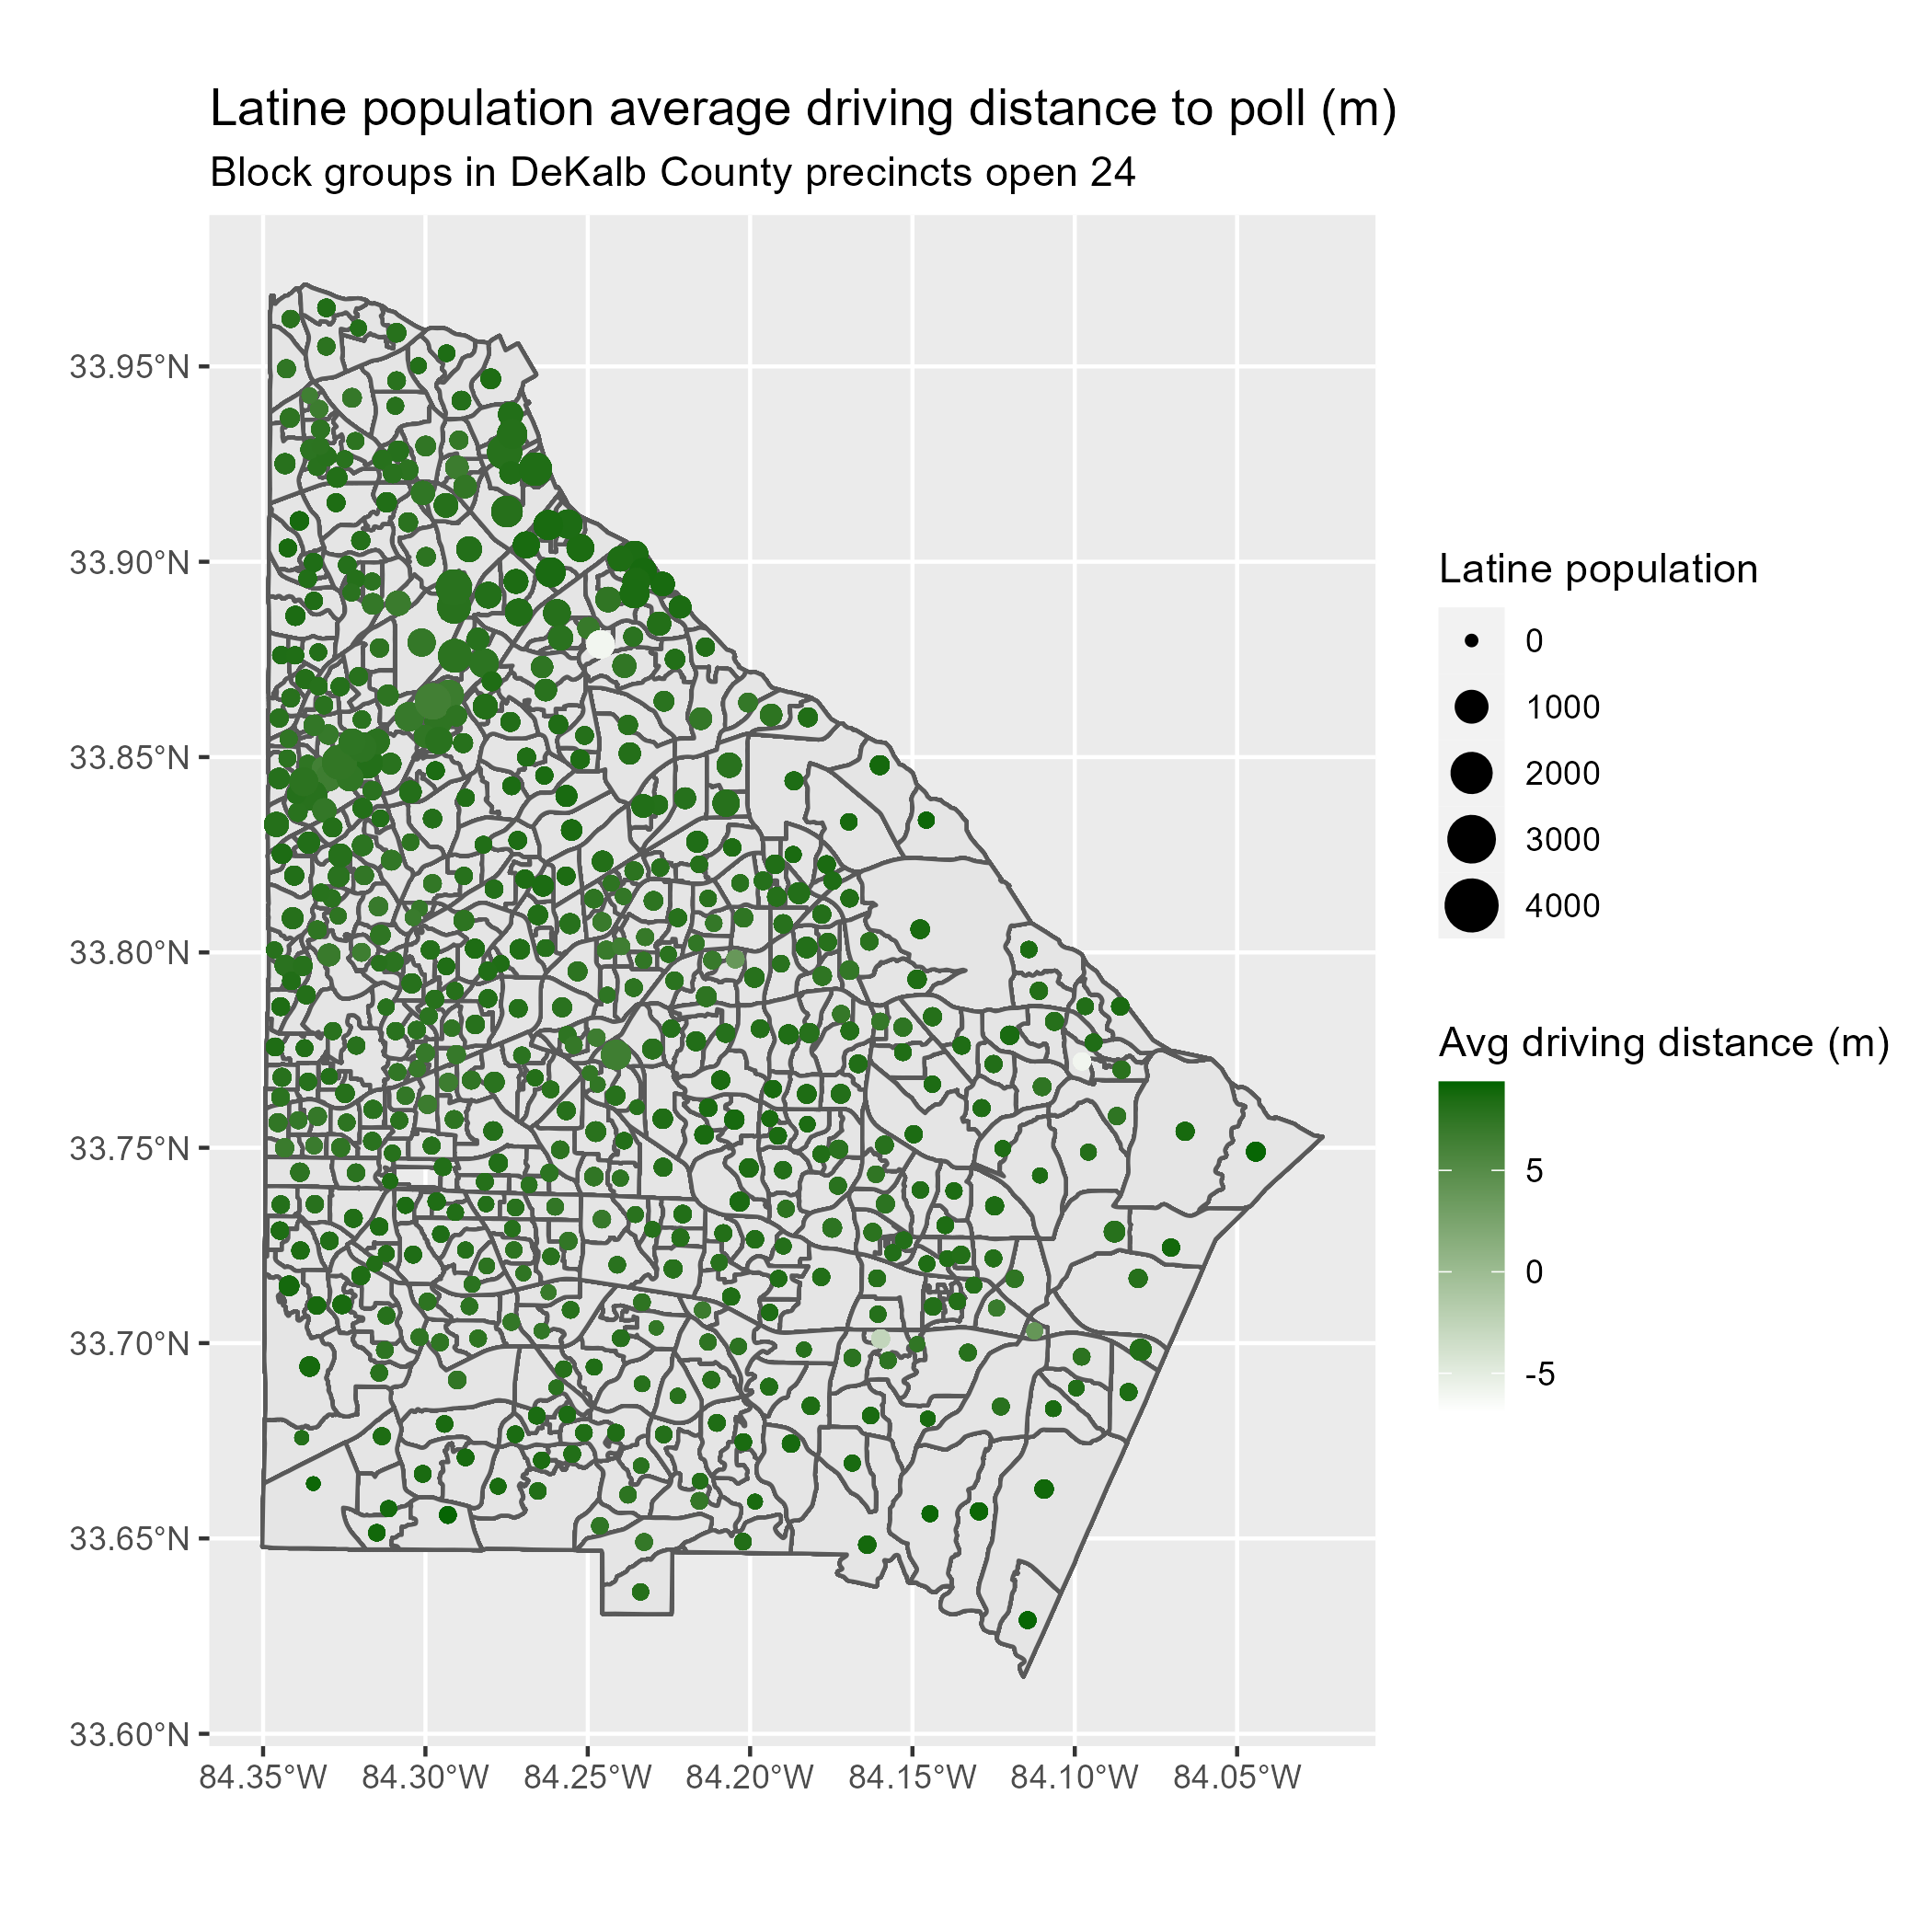 Latine population average driving distance to poll (m)
Block groups in DeKalb County precincts open 24
33.95°N
33.90°N
33.85°N
33.80°N
33.75°N
33.70°N
33.65°N
33.60°N
84.35°W 84.30°W 84.25°W 84.20°W 84.15°W 84.10°W 84.05°W
Latine population
0
1000
2000
3000
4000
Avg driving distance (m)
5
0
-5